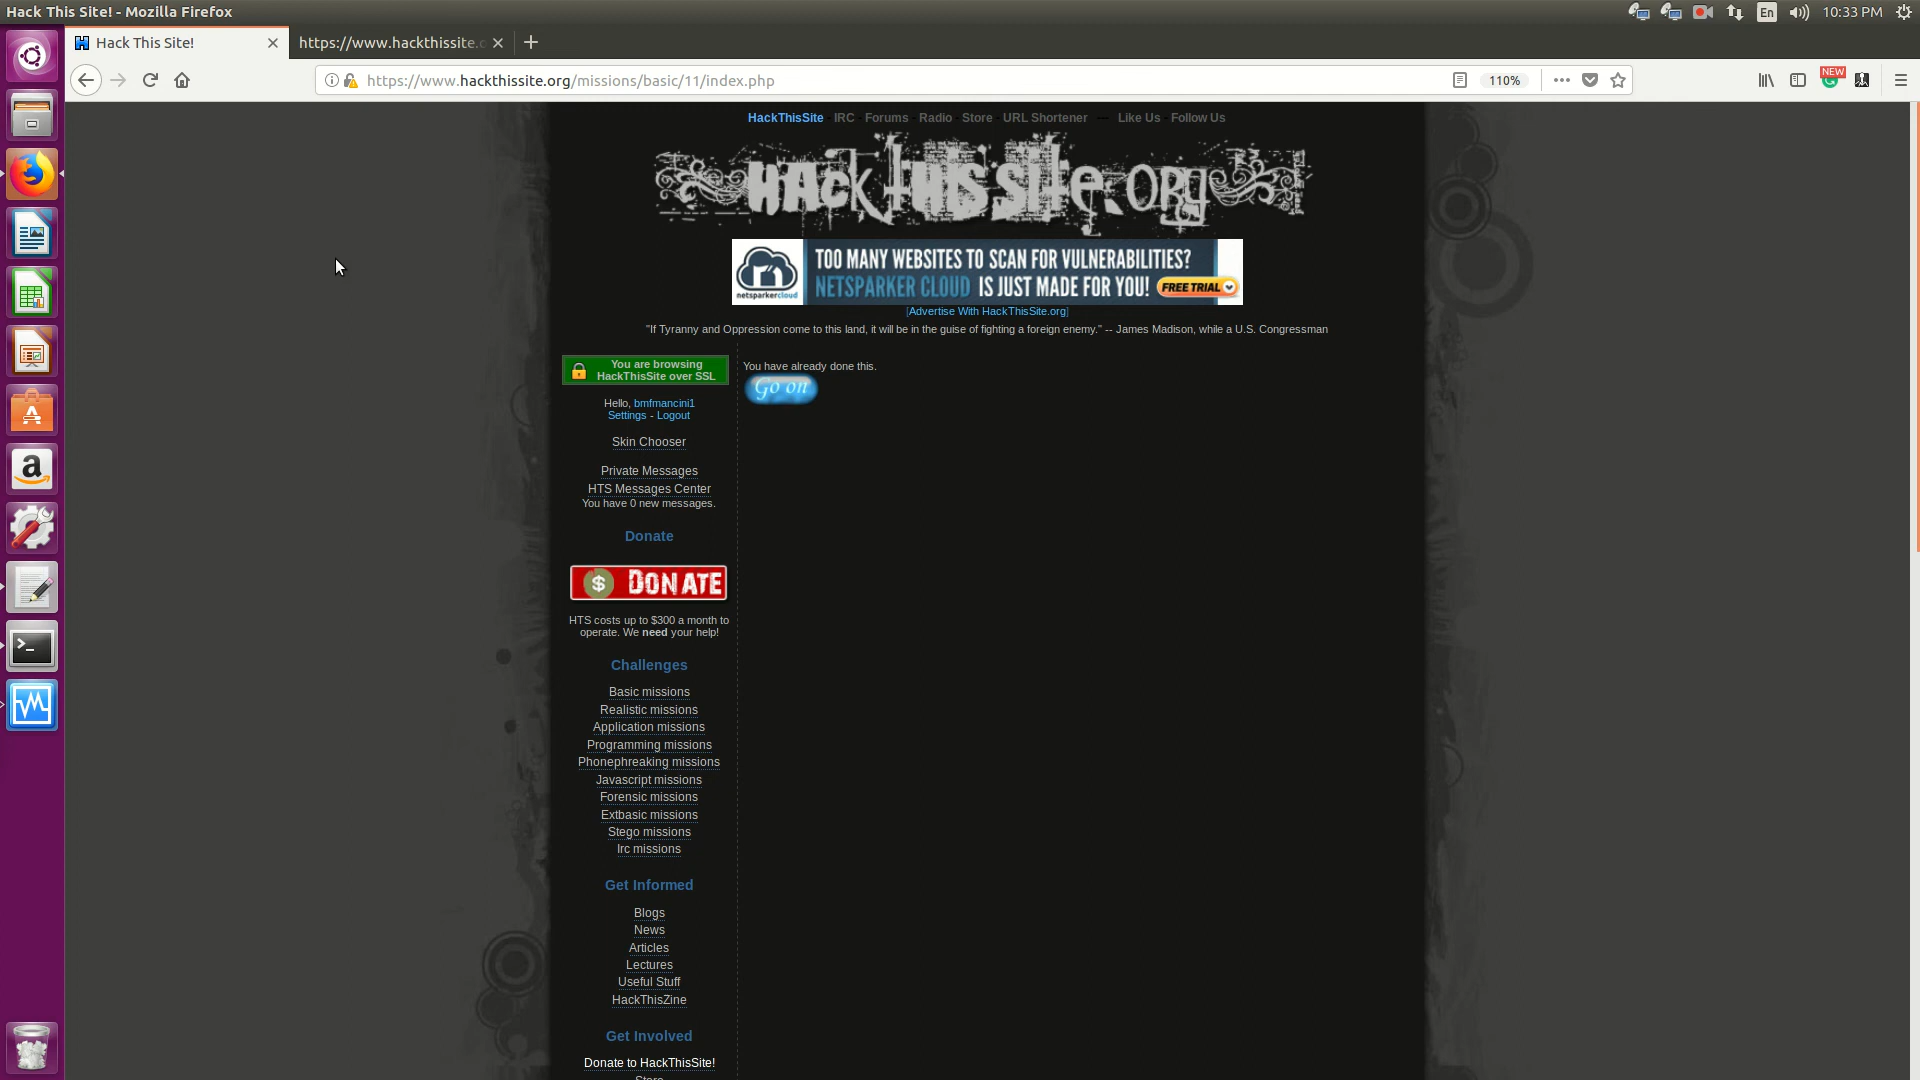 Hack This Site! - Mozilla Firefox
En
10:33 PM
Hack This Site!
https://www.hackthissite.o
https://www.hackthissite.org/missions/basic/11/index.php
110%
NEW
HackThisSite - IRC - Forums - Radio - Store - URL Shortener — Like Us - Follow Us
HackThisSite.org
TOO MANY WEBSITES TO SCAN FOR VULNERABILITIES?
NETSPARKER CLOUD IS JUST MADE FOR YOU!
FREE TRIAL
netsparkercloud
[Advertise With HackThisSite.org]
"If Tyranny and Oppression come to this land, it will be in the guise of fighting a foreign enemy." -- James Madison, while a U.S. Congressman
You are browsing
HackThisSite over SSL
Hello, bmfmancini1
Settings - Logout
Skin Chooser
Private Messages
HTS Messages Center
You have 0 new messages.
Donate
$ DONATE
HTS costs up to $300 a month to
operate. We need your help!
Challenges
Basic missions
Realistic missions
Application missions
Programming missions
Phonephreaking missions
Javascript missions
Forensic missions
Extbasic missions
Stego missions
Irc missions
Get Informed
Blogs
News
Articles
Lectures
Useful Stuff
HackThisZine
Get Involved
Donate to HackThisSite!
Store
You have already done this.
Go on